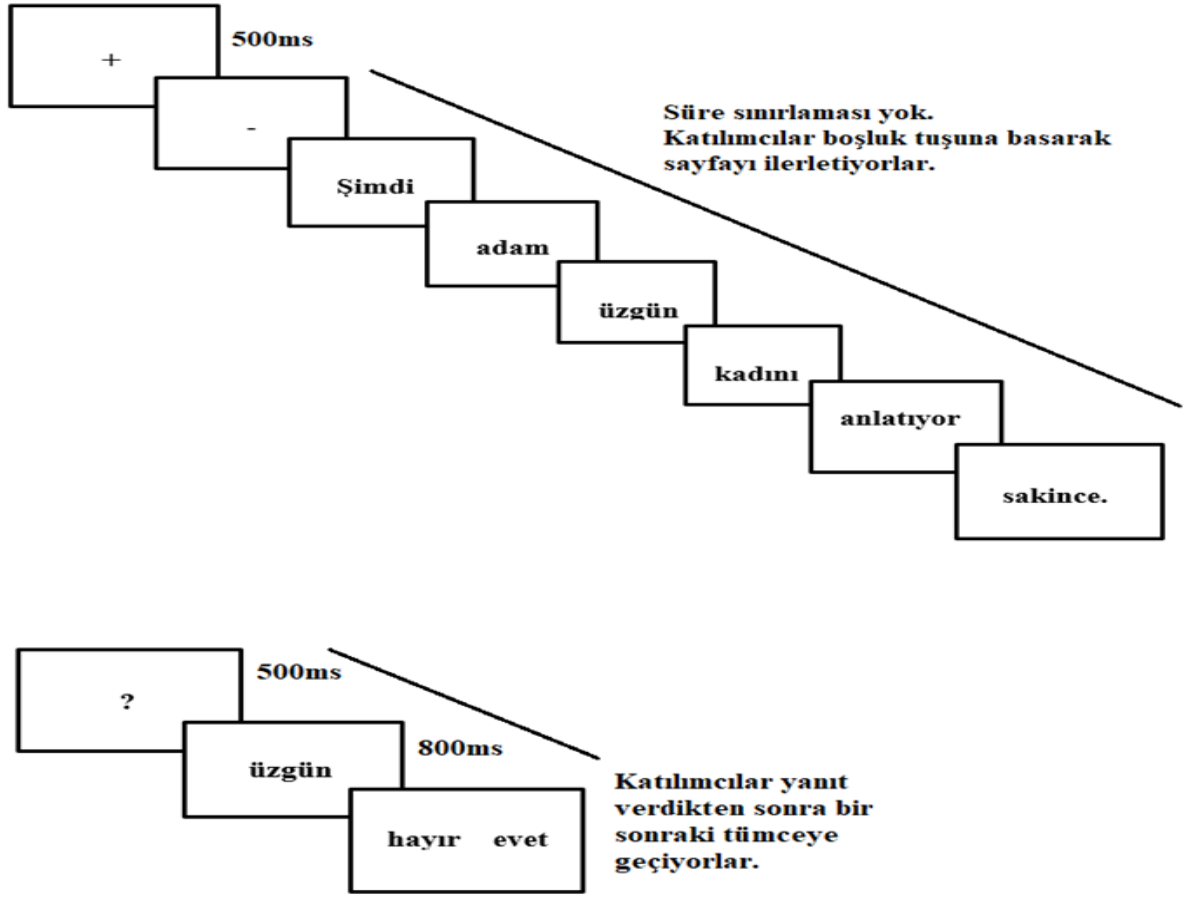 +
500ms
-
Süre sınırlaması yok.
Katılımcılar boşluk tuşuna basarak
sayfayı ilerletiyorlar.
Şimdi
adam
üzgün
kadını
anlatıyor
sakince.
?
500ms
üzgün
800ms
hayır evet
Katılımcılar yanıt
verdikten sonra bir
sonraki tümceye
geçiyorlar.